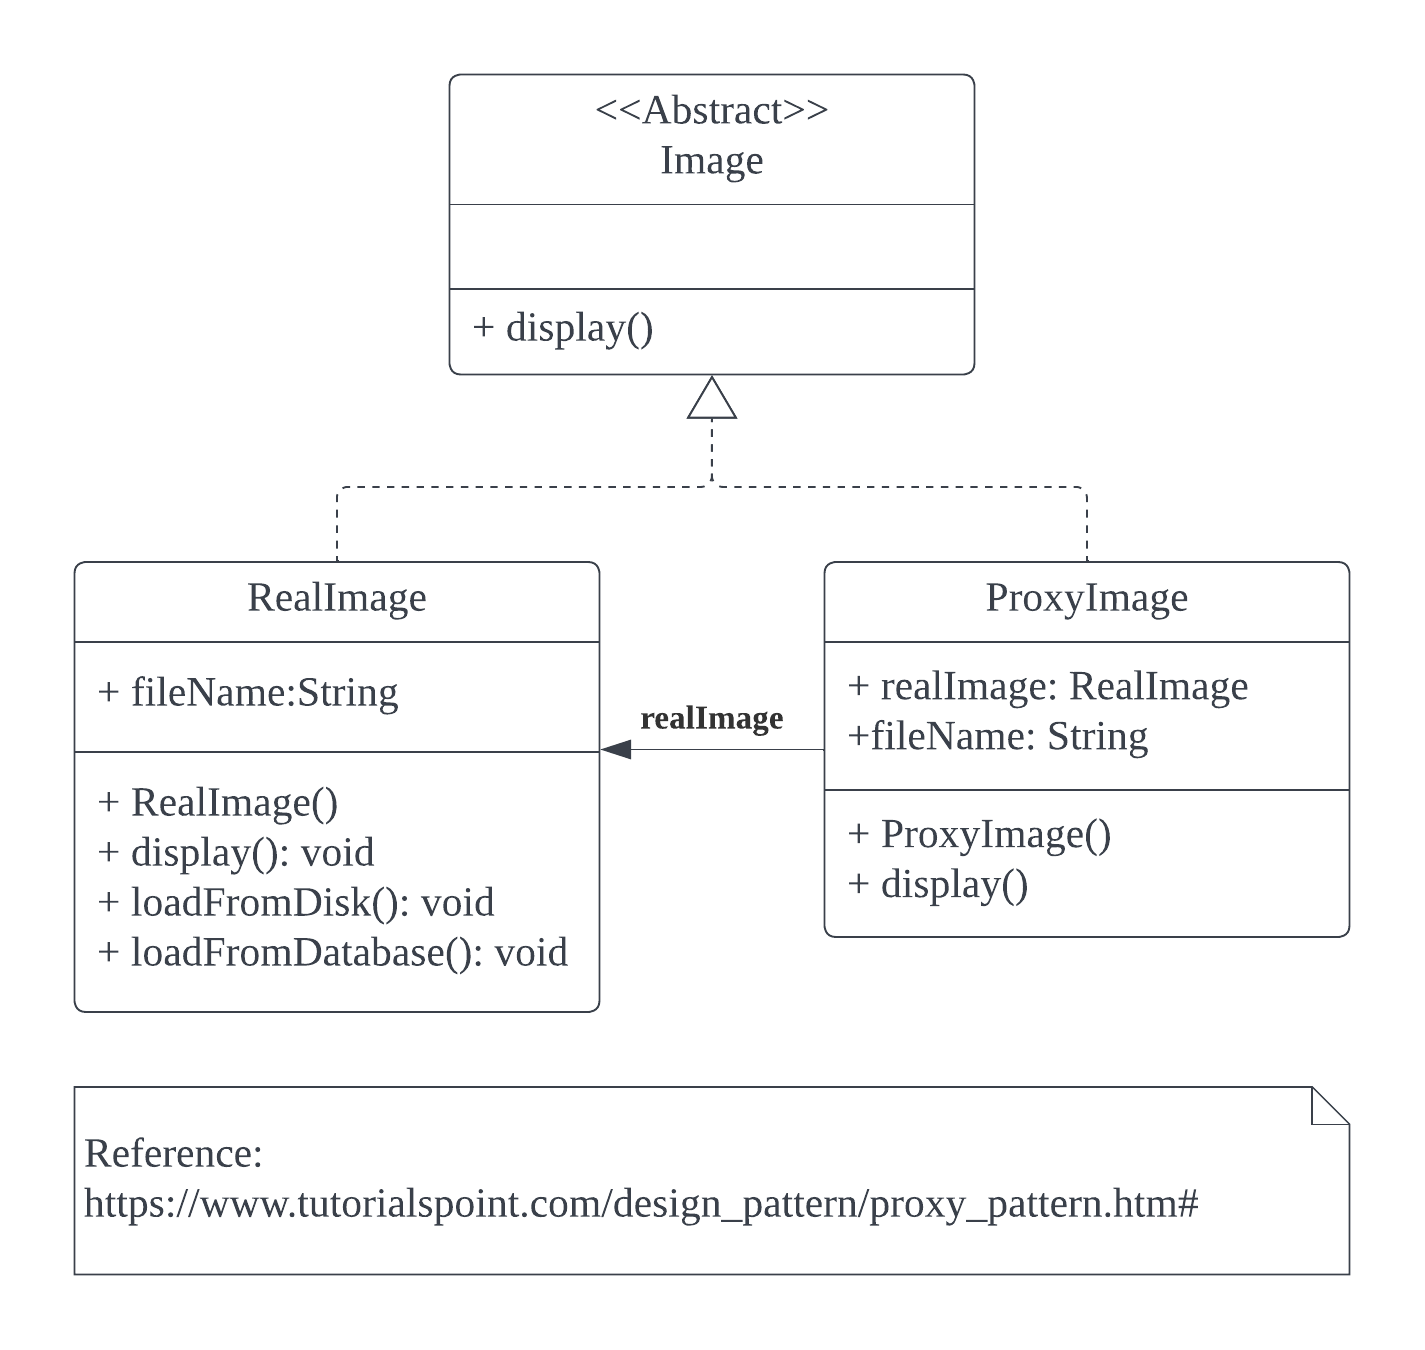 <<Abstract>>
Image
+ display()
RealImage
+ fileName:String
+ RealImage()
+ display(): void
+ loadFromDisk(): void
+ loadFromDatabase(): void
realImage
ProxyImage
+ realImage: RealImage
+fileName: String
+ ProxyImage()
+ display()
Reference:
https://www.tutorialspoint.com/design_pattern/proxy_pattern.htm#